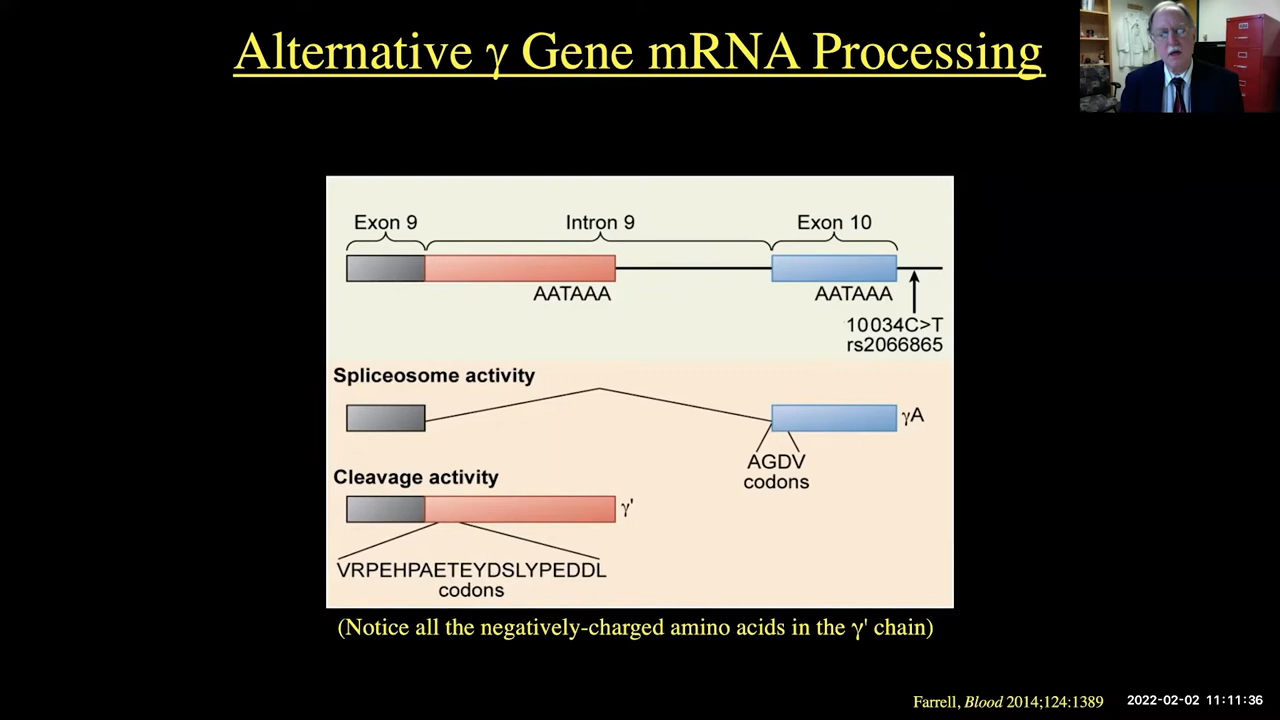 Alternative γ Gene mRNA Processing
Exon 9
Intron 9
Exon 10
AATAAA
AATAAA
10034C>T
rs2066865
Spliceosome activity
γA
AGDV
codons
Cleavage activity
γ'
VRPEHPAETEYDSLYPEDDL
codons
(Notice all the negatively-charged amino acids in the γ' chain)
Farrell, Blood 2014;124:1389
2022-02-02 11:11:36